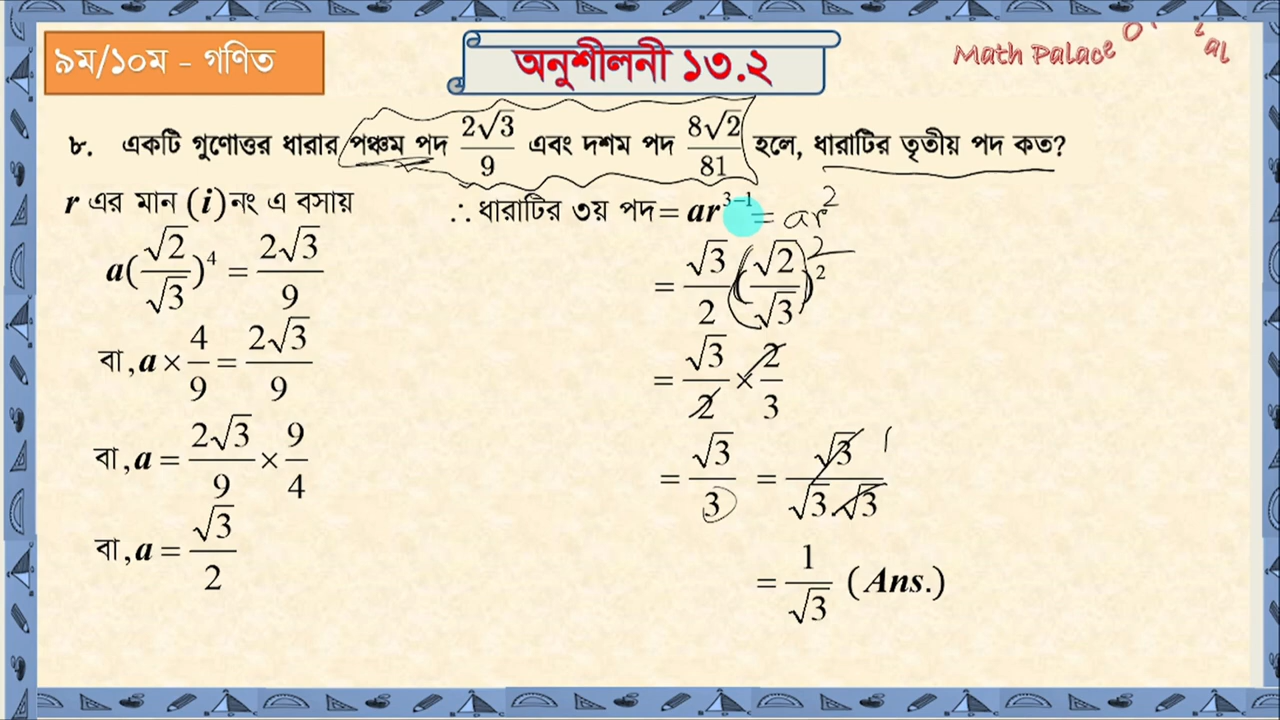 ৯ম/১০ম - গণিত
অনুশীলনী ১৩.২
Math Palace
৮. একটি গুণোত্তর ধারার পঞ্চম পদ 2√3/9 এবং দশম পদ 8√2/81 হলে, ধারাটির তৃতীয় পদ কত?
r এর মান (i) নং এ বসায়
a(√2/√3)⁴ = 2√3/9
বা, a × 4/9 = 2√3/9
বা, a = 2√3/9 × 9/4
বা, a = √3/2
∴ ধারাটির ৩য় পদ = ar³⁻¹ = ar²
= √3/2 (√2/√3)² 2
= √3/2 × 2/3
= √3/3 = √3/√3.√3 1
= 1/√3 (Ans.)